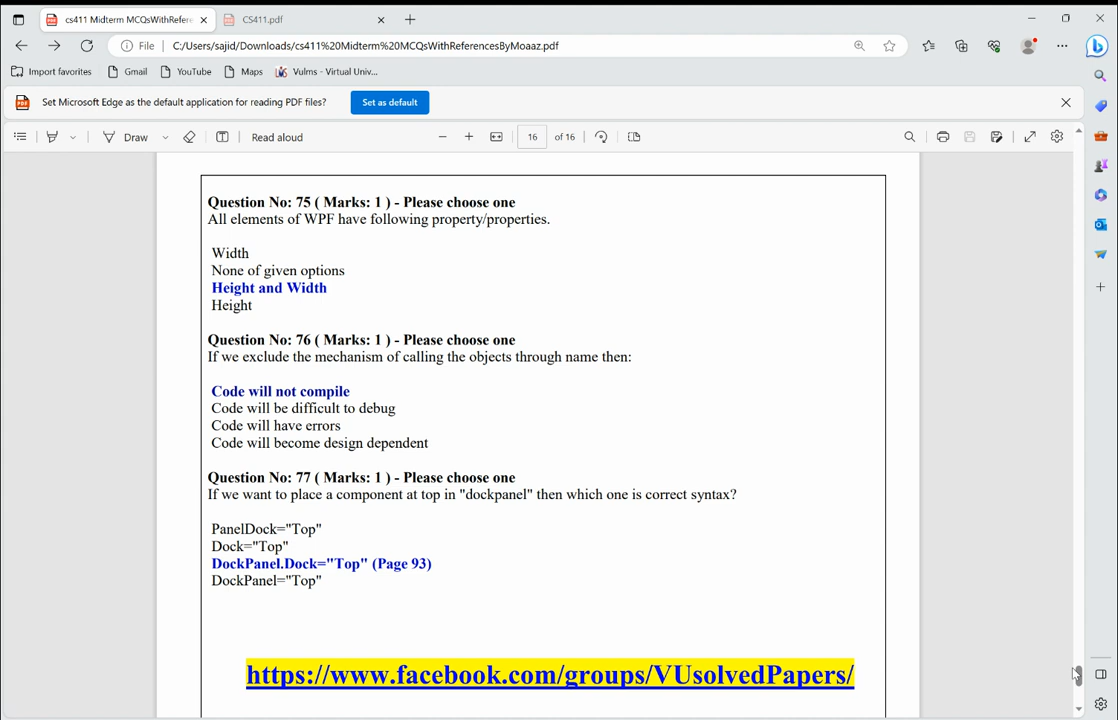 cs411 Midterm MCQsWithRefere
CS411.pdf
File
C:/Users/sajid/Downloads/cs411%20Midterm%20MCQsWithReferencesByMoaaz.pdf
Import favorites
Gmail
YouTube
Maps
Vulms - Virtual Univ...
Set Microsoft Edge as the default application for reading PDF files?
Set as default
Draw
Read aloud
16
of 16
Question No: 75 ( Marks: 1 ) - Please choose one
All elements of WPF have following property/properties.
Width
None of given options
Height and Width
Height
Question No: 76 ( Marks: 1 ) - Please choose one
If we exclude the mechanism of calling the objects through name then:
Code will not compile
Code will be difficult to debug
Code will have errors
Code will become design dependent
Question No: 77 ( Marks: 1 ) - Please choose one
If we want to place a component at top in "dockpanel" then which one is correct syntax?
PanelDock="Top"
Dock="Top"
DockPanel.Dock="Top" (Page 93)
DockPanel="Top"
https://www.facebook.com/groups/VUsolvedPapers/